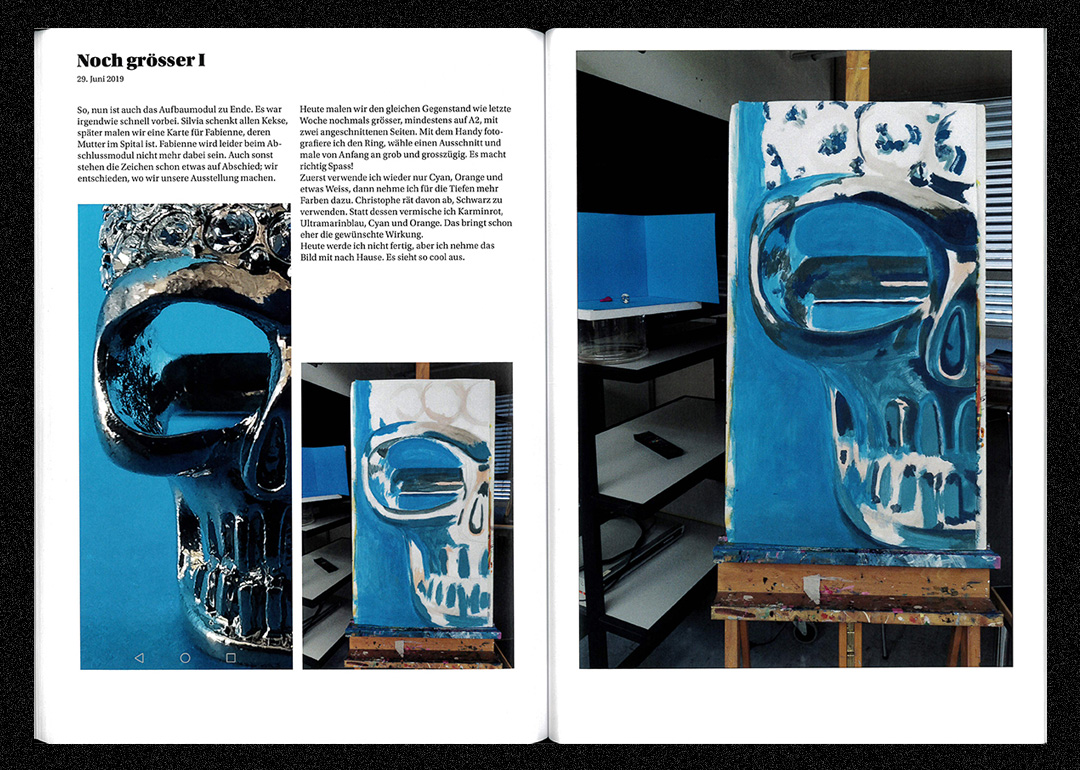 Noch grösser I
29. Juni 2019
So, nun ist auch das Aufbaumodul zu Ende. Es war
irgendwie schnell vorbei. Silvia schenkt allen Kekse,
später malen wir eine Karte für Fabienne, deren
Mutter im Spital ist. Fabienne wird leider beim Ab-
schlussmodul nicht mehr dabei sein. Auch sonst
stehen die Zeichen schon etwas auf Abschied; wir
entschieden, wo wir unsere Ausstellung machen.
Heute malen wir den gleichen Gegenstand wie letzte
Woche nochmals grösser, mindestens auf A2, mit
zwei angeschnittenen Seiten. Mit dem Handy foto-
grafiere ich den Ring, wähle einen Ausschnitt und
male von Anfang an grob und grosszügig. Es macht
richtig Spass!
Zuerst verwende ich wieder nur Cyan, Orange und
etwas Weiss, dann nehme ich für die Tiefen mehr
Farben dazu. Christophe rät davon ab, Schwarz zu
verwenden. Statt dessen vermische ich Karminrot,
Ultramarinblau, Cyan und Orange. Das bringt schon
eher die gewünschte Wirkung.
Heute werde ich nicht fertig, aber ich nehme das
Bild mit nach Hause. Es sieht so cool aus.